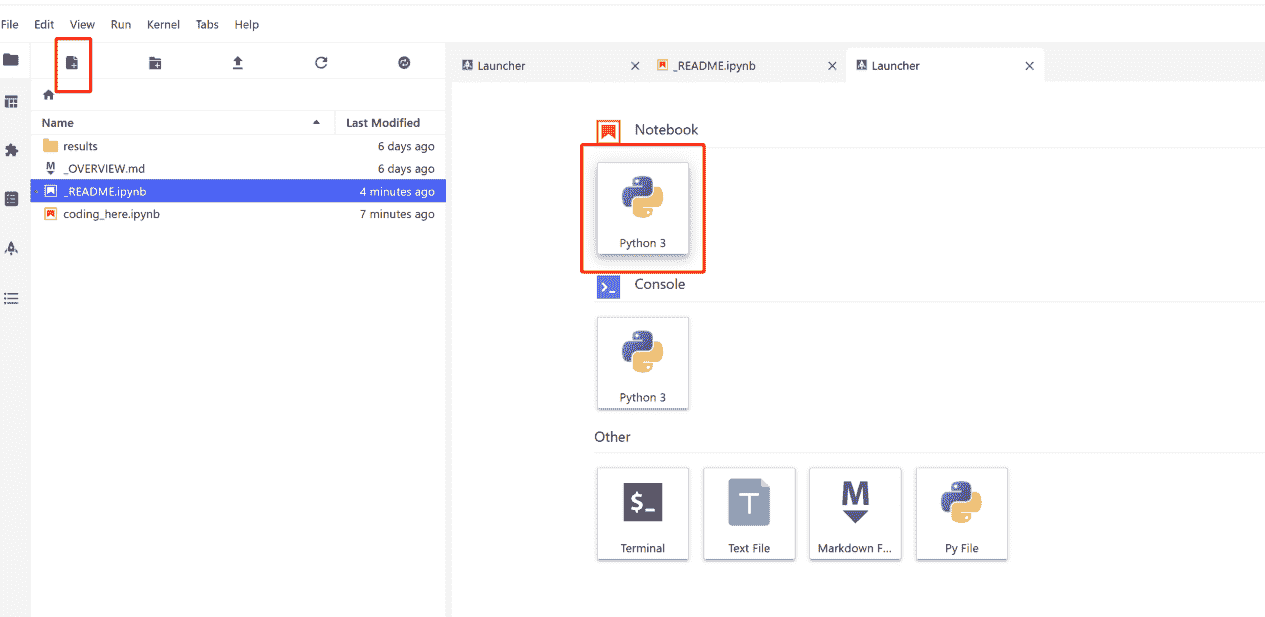 File Edit View Run Kernel Tabs Help
Launcher _README.ipynb Launcher
Name Last Modified
results 6 days ago
_OVERVIEW.md 6 days ago
_README.ipynb 4 minutes ago
coding_here.ipynb 7 minutes ago
Notebook
Python 3
Console
Python 3
Other
$_
T
M
Terminal Text File Markdown F... Py File